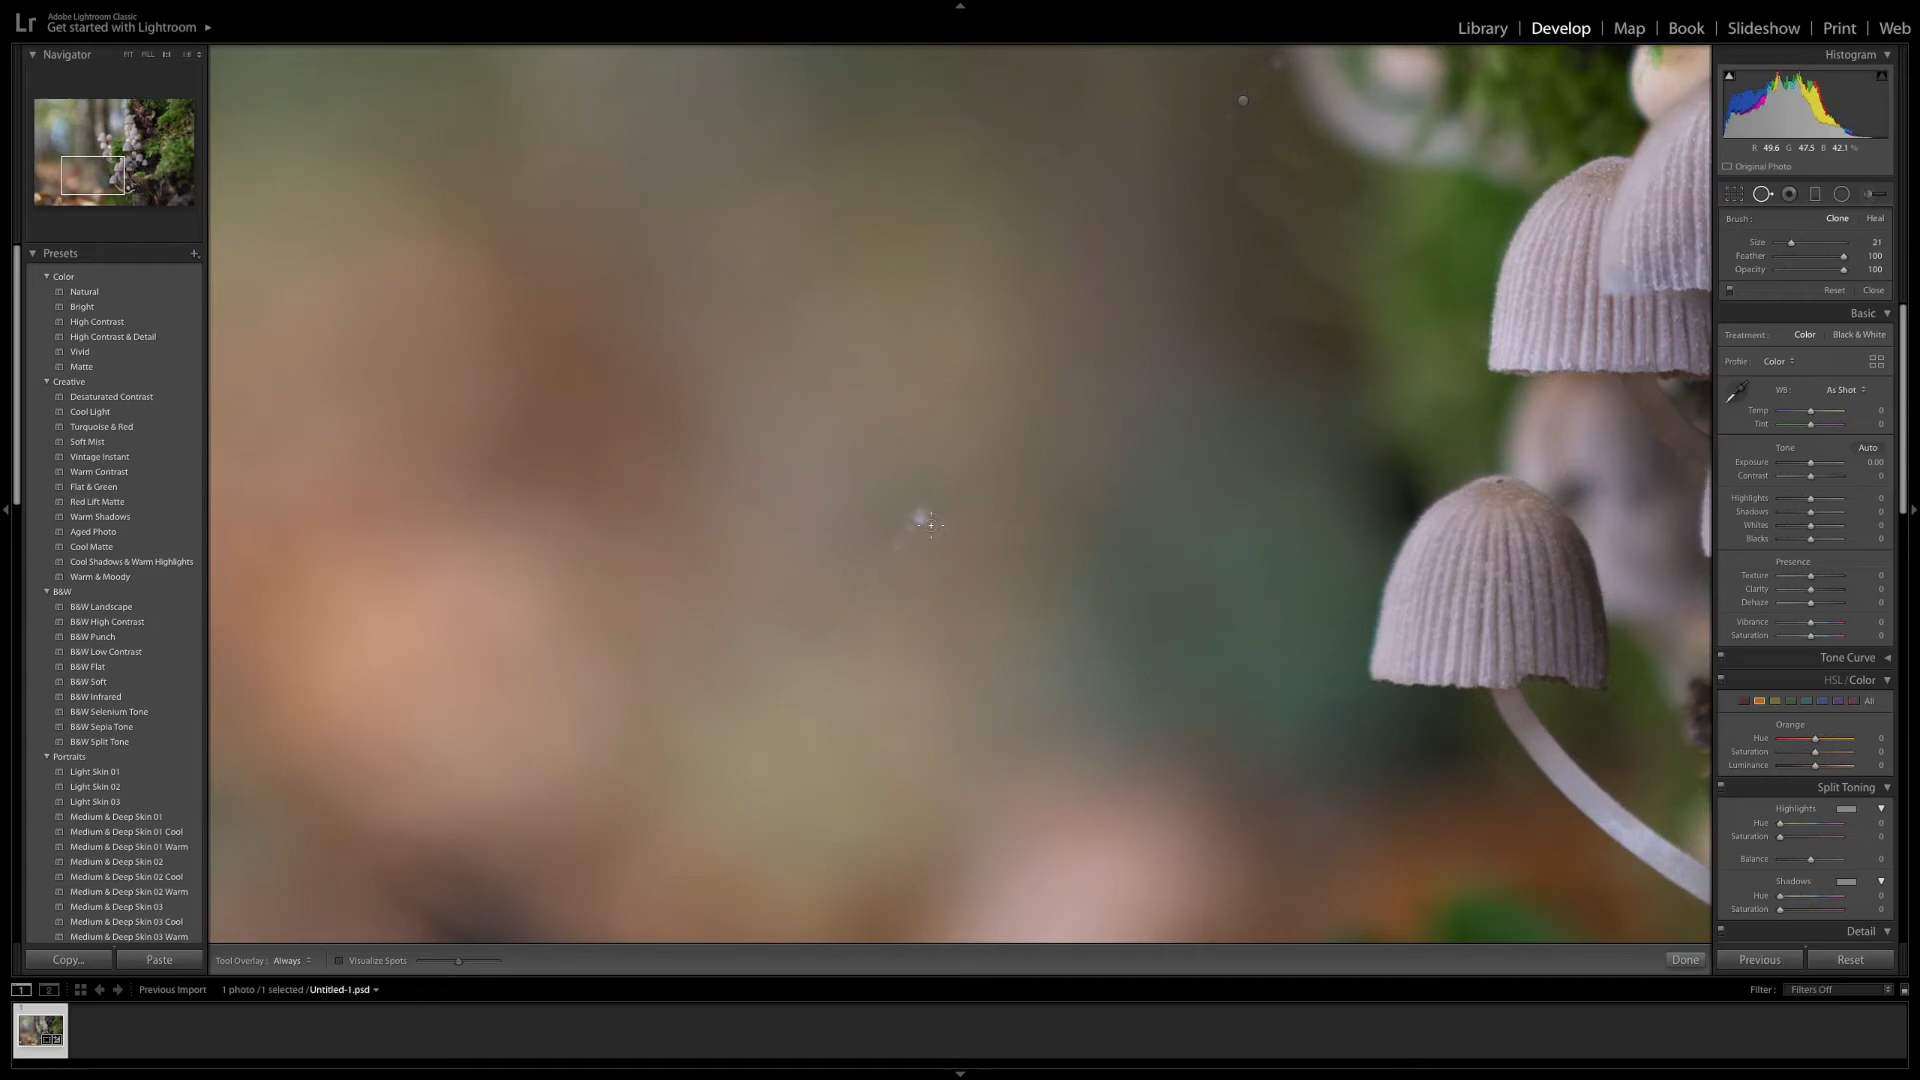 Lr
Adobe Lightroom Classic
Get started with Lightroom
Library | Develop | Map | Book | Slideshow | Print | Web
Navigator FIT FILL 1:1 1:8
Presets
Color
Natural
Bright
High Contrast
High Contrast & Detail
Vivid
Matte
Creative
Desaturated Contrast
Cool Light
Turquoise & Red
Soft Mist
Vintage Instant
Warm Contrast
Flat & Green
Red Lift Matte
Warm Shadows
Aged Photo
Cool Matte
Cool Shadows & Warm Highlights
Warm & Moody
B&W
B&W Landscape
B&W High Contrast
B&W Punch
B&W Low Contrast
B&W Flat
B&W Soft
B&W Infrared
B&W Selenium Tone
B&W Sepia Tone
B&W Split Tone
Portraits
Light Skin 01
Light Skin 02
Light Skin 03
Medium & Deep Skin 01
Medium & Deep Skin 01 Cool
Medium & Deep Skin 01 Warm
Medium & Deep Skin 02
Medium & Deep Skin 02 Cool
Medium & Deep Skin 02 Warm
Medium & Deep Skin 03
Medium & Deep Skin 03 Cool
Medium & Deep Skin 03 Warm
Copy... Paste
Tool Overlay : Always Visualize Spots Done
Histogram
R 49.6 G 47.5 B 42.1 %
Original Photo
Brush : Clone Heal
Size 21
Feather 100
Opacity 100
Reset Close
Basic
Treatment : Color | Black & White
Profile : Color
WB : As Shot
Temp 0
Tint 0
Tone Auto
Exposure 0.00
Contrast 0
Highlights 0
Shadows 0
Whites 0
Blacks 0
Presence
Texture 0
Clarity 0
Dehaze 0
Vibrance 0
Saturation 0
Tone Curve
HSL / Color
All
Orange
Hue 0
Saturation 0
Luminance 0
Split Toning
Highlights
Hue 0
Saturation 0
Balance 0
Shadows
Hue 0
Saturation 0
Detail
Previous Reset
1 2 Previous Import 1 photo / 1 selected / Untitled-1.psd Filter : Filters Off
1